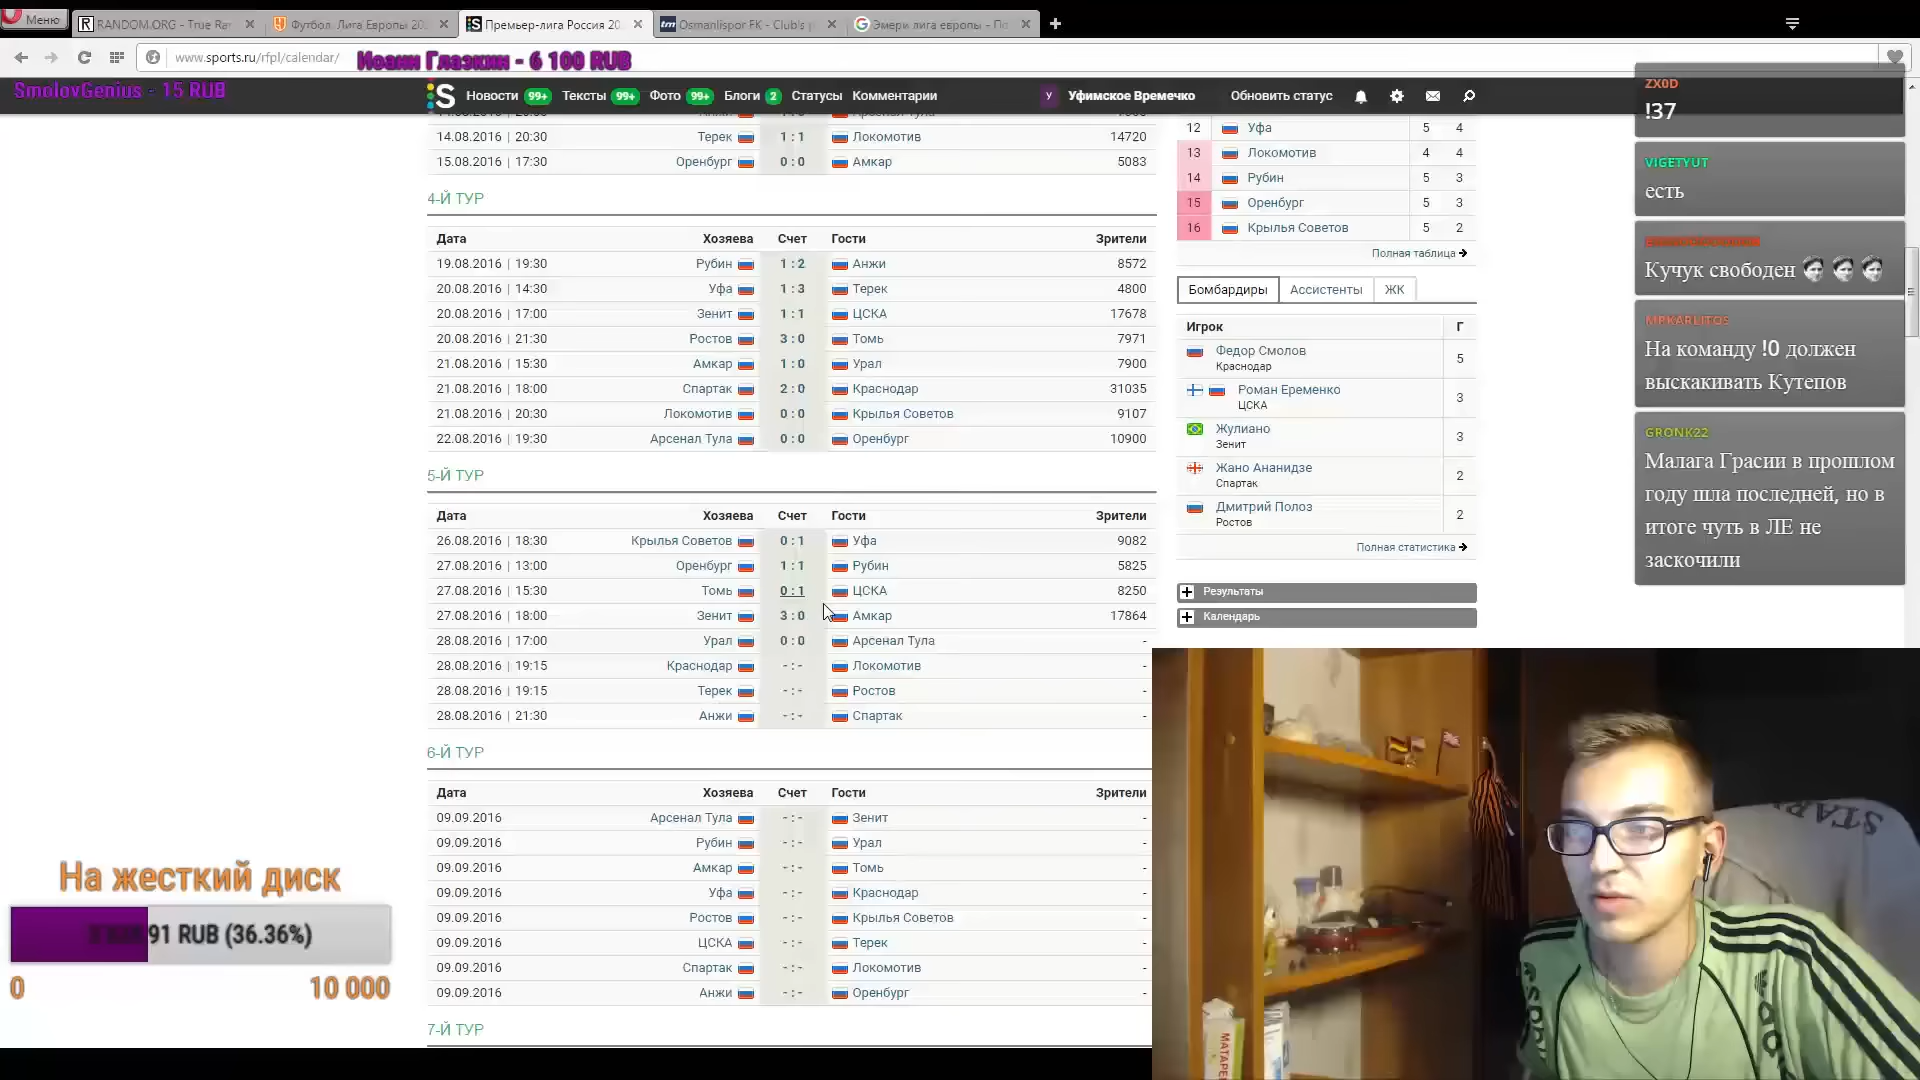 Меню
RANDOM.ORG - True Ra
Футбол. Лига Европы 20
Премьер-лига Россия 20
Osmanlispor FK - Club's p
Эмери лига европы - По
www.sports.ru/rfpl/calendar/
Иоанн Глазкин - 6 100 RUB
SmolovGenius - 15 RUB
Новости 99+ Тексты 99+ Фото 99+ Блоги 2 Статусы Комментарии У Уфимское Времечко Обновить статус
14.08.2016 | 20:30 Терек 1 : 1 Локомотив 14720
15.08.2016 | 17:30 Оренбург 0 : 0 Амкар 5083
4-Й ТУР
Дата Хозяева Счет Гости Зрители
19.08.2016 | 19:30 Рубин 1 : 2 Анжи 8572
20.08.2016 | 14:30 Уфа 1 : 3 Терек 4800
20.08.2016 | 17:00 Зенит 1 : 1 ЦСКА 17678
20.08.2016 | 21:30 Ростов 3 : 0 Томь 7971
21.08.2016 | 15:30 Амкар 1 : 0 Урал 7900
21.08.2016 | 18:00 Спартак 2 : 0 Краснодар 31035
21.08.2016 | 20:30 Локомотив 0 : 0 Крылья Советов 9107
22.08.2016 | 19:30 Арсенал Тула 0 : 0 Оренбург 10900
5-Й ТУР
Дата Хозяева Счет Гости Зрители
26.08.2016 | 18:30 Крылья Советов 0 : 1 Уфа 9082
27.08.2016 | 13:00 Оренбург 1 : 1 Рубин 5825
27.08.2016 | 15:30 Томь 0 : 1 ЦСКА 8250
27.08.2016 | 18:00 Зенит 3 : 0 Амкар 17864
28.08.2016 | 17:00 Урал 0 : 0 Арсенал Тула -
28.08.2016 | 19:15 Краснодар - : - Локомотив -
28.08.2016 | 19:15 Терек - : - Ростов -
28.08.2016 | 21:30 Анжи - : - Спартак -
6-Й ТУР
Дата Хозяева Счет Гости Зрители
09.09.2016 Арсенал Тула - : - Зенит -
09.09.2016 Рубин - : - Урал -
09.09.2016 Амкар - : - Томь -
09.09.2016 Уфа - : - Краснодар -
09.09.2016 Ростов - : - Крылья Советов -
09.09.2016 ЦСКА - : - Терек -
09.09.2016 Спартак - : - Локомотив -
09.09.2016 Анжи - : - Оренбург -
7-Й ТУР
12 Уфа 5 4
13 Локомотив 4 4
14 Рубин 5 3
15 Оренбург 5 3
16 Крылья Советов 5 2
Полная таблица
Бомбардиры Ассистенты ЖК
Игрок Г
Федор Смолов 5
Краснодар
Роман Еременко 3
ЦСКА
Жулиано 3
Зенит
Жано Ананидзе 2
Спартак
Дмитрий Полоз 2
Ростов
Полная статистика
Результаты
Календарь
ZX0D
!37
VIGETYUT
есть
Кучук свободен
MRKARLITOS
На команду !0 должен
выскакивать Кутепов
GRONK22
Малага Грасии в прошлом
году шла последней, но в
итоге чуть в ЛЕ не
заскочили
На жесткий диск
91 RUB (36.36%)
0 10 000